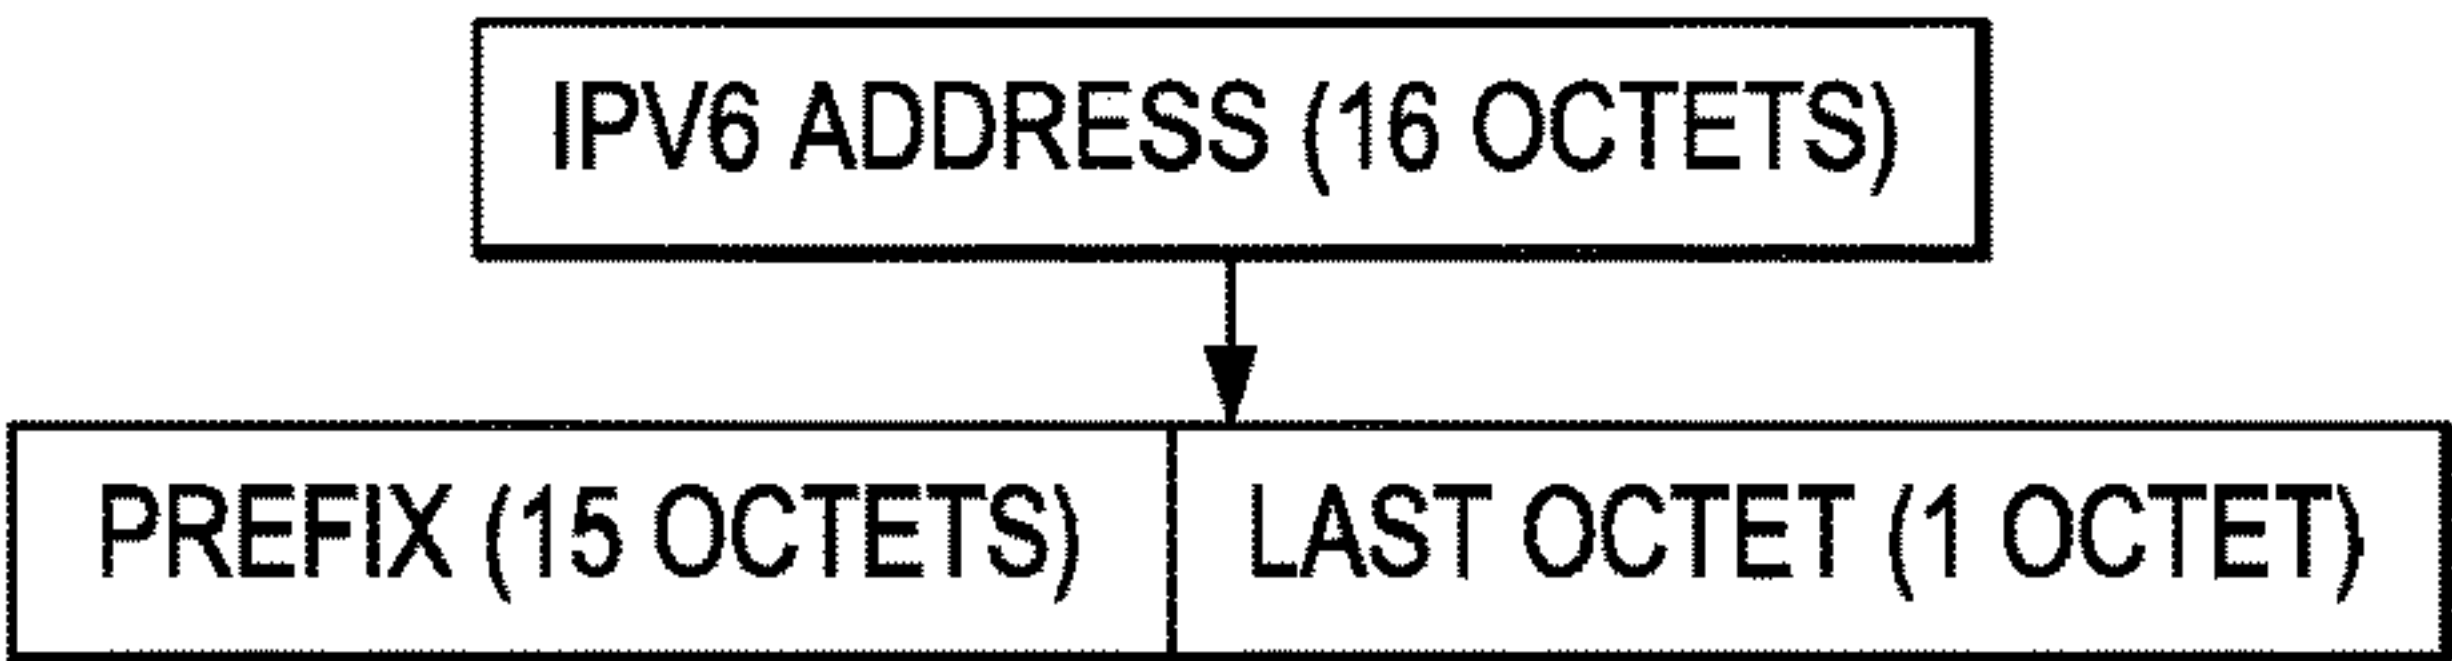 IPV6 ADDRESS (16 OCTETS)
PREFIX (15 OCTETS)
LAST OCTET (1 OCTET)